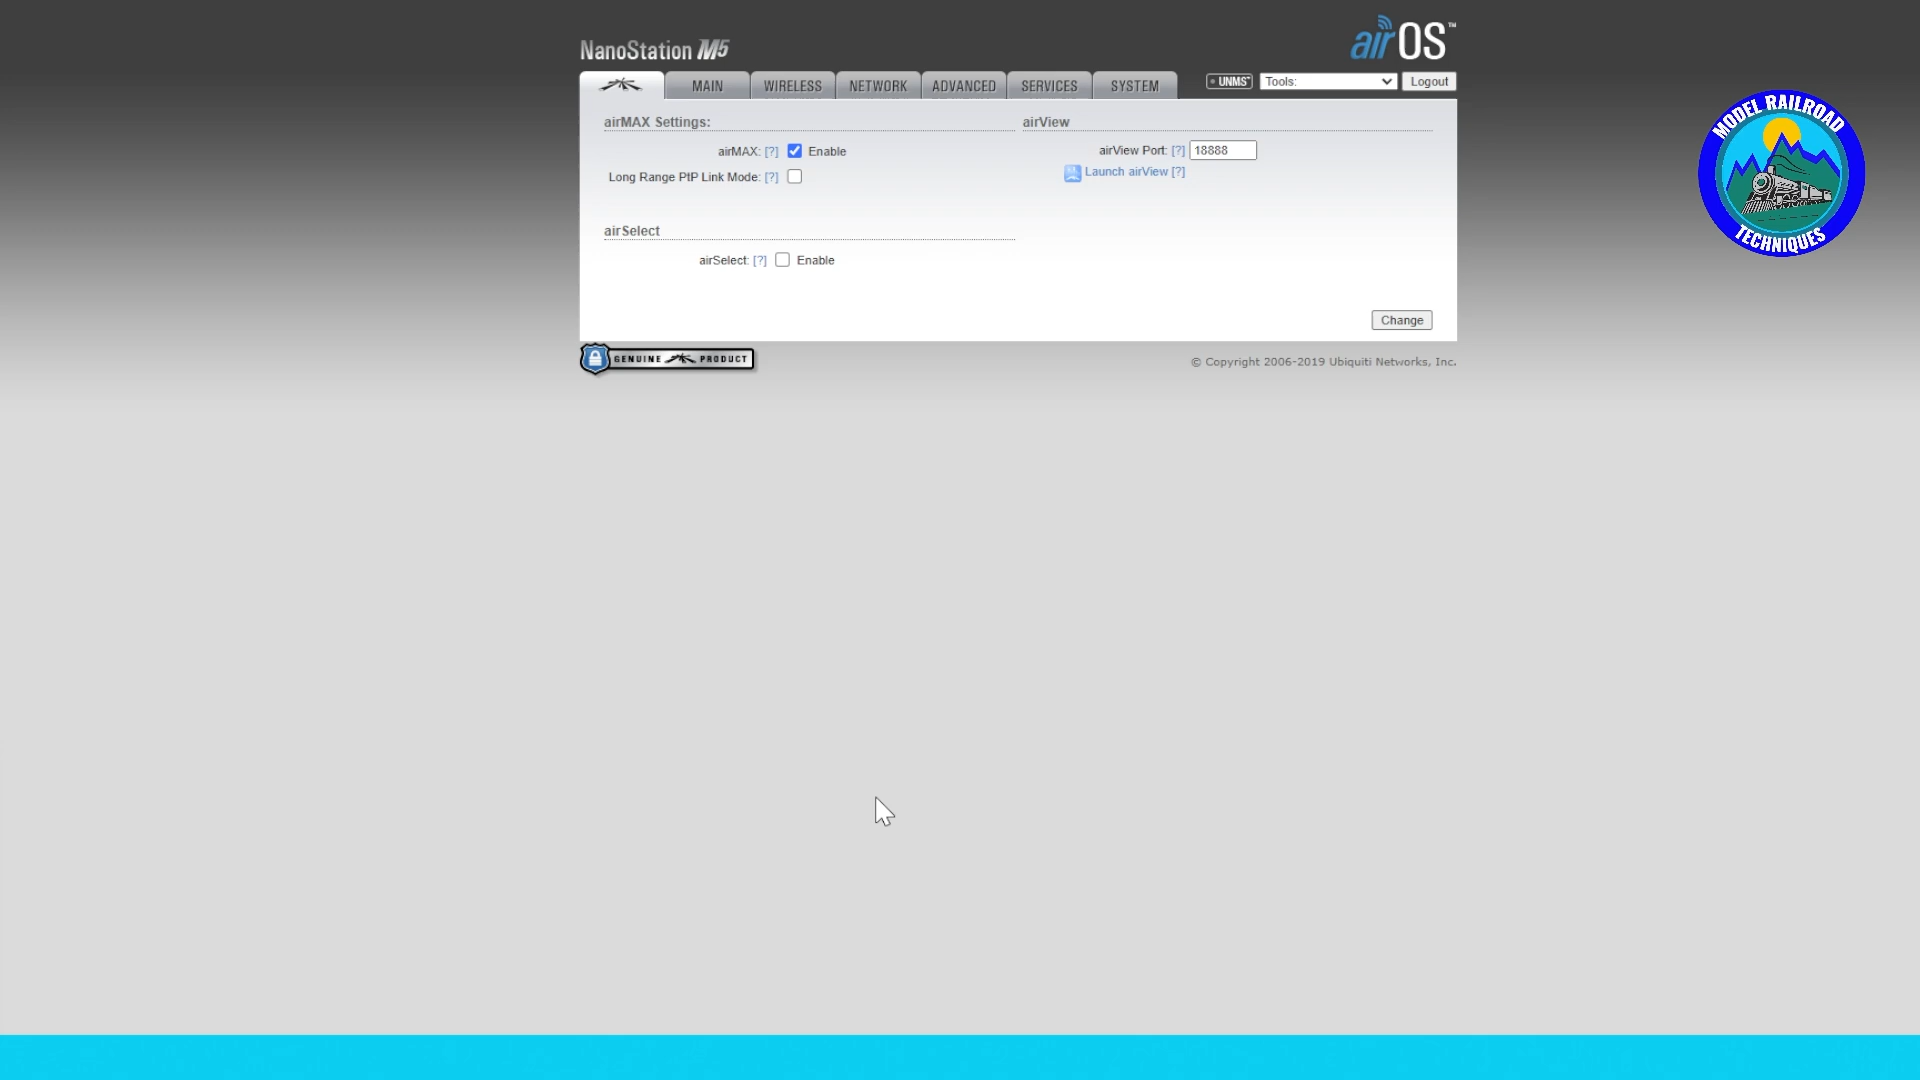 NanoStation M5
airOS™
MAIN
WIRELESS
NETWORK
ADVANCED
SERVICES
SYSTEM
UNMS™
Tools:
Logout
airMAX Settings:
airMAX: [?] Enable
Long Range PtP Link Mode: [?]
airView
airView Port: [?] 18888
Launch airView [?]
airSelect
airSelect: [?] Enable
Change
GENUINE PRODUCT
© Copyright 2006-2019 Ubiquiti Networks, Inc.
MODEL RAILROAD
TECHNIQUES